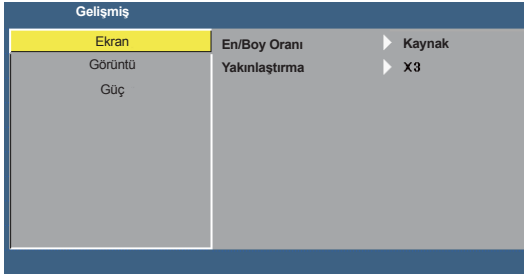 Gelişmiş
Ekran
Görüntü
Güç
En/Boy Oranı Kaynak
Yakınlaştırma X3